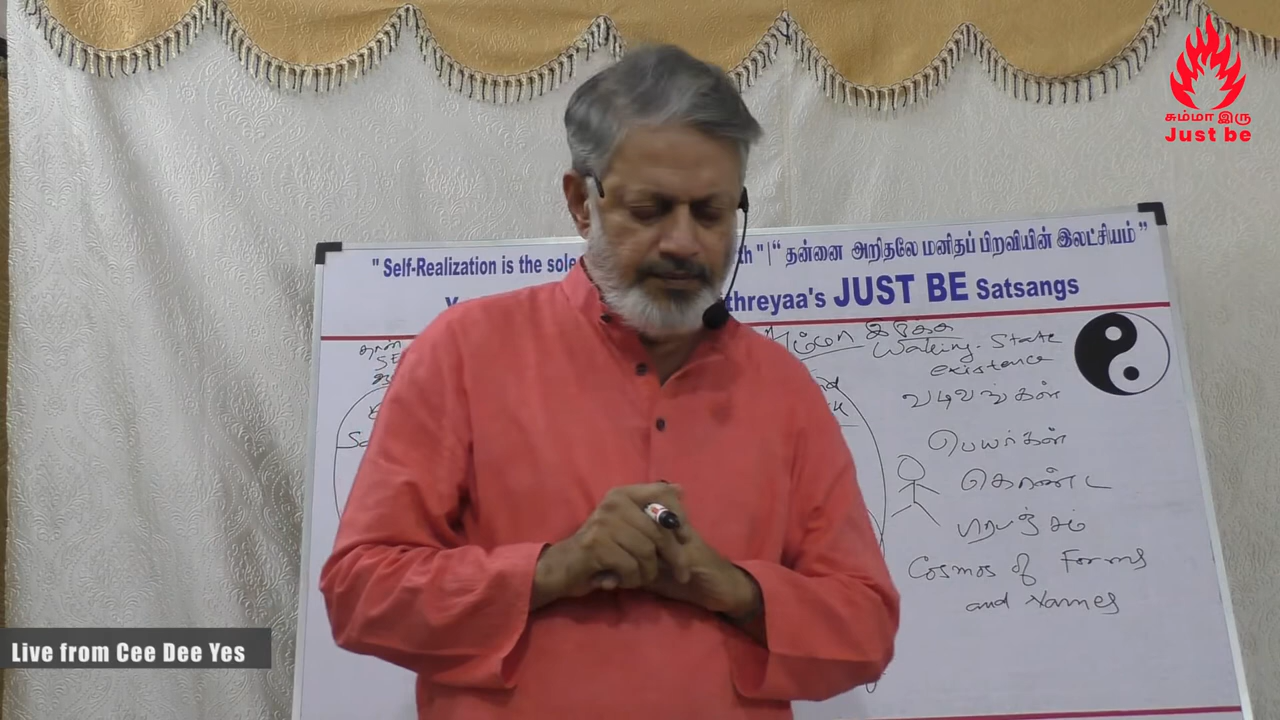 சும்மா இரு
Just be
" Self-Realization is the sole th " | " தன்னை அறிதலே மனிதப் பிறவியின் இலட்சியம் "
threyaa's JUST BE Satsangs
சும்மா இருக்க
Waking-State
existence
வடிவங்கள்
பெயர்கள்
கொண்ட
பிரபஞ்சம்
Cosmos of Forms
and Names
Live from Cee Dee Yes